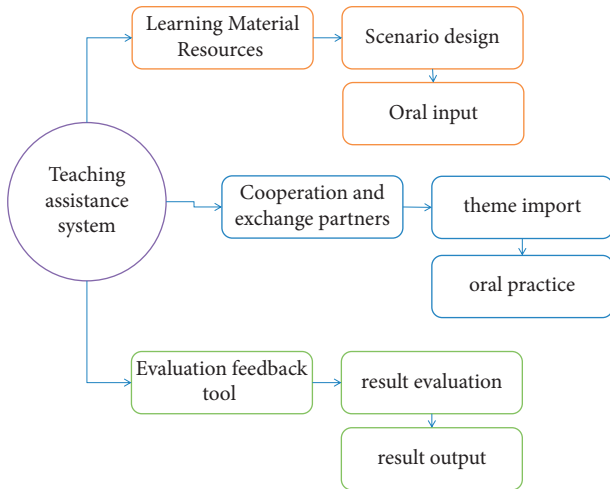 Learning Material
Resources
Scenario design
Oral input
Teaching
assistance
system
Cooperation and
exchange partners
theme import
oral practice
Evaluation feedback
tool
result evaluation
result output